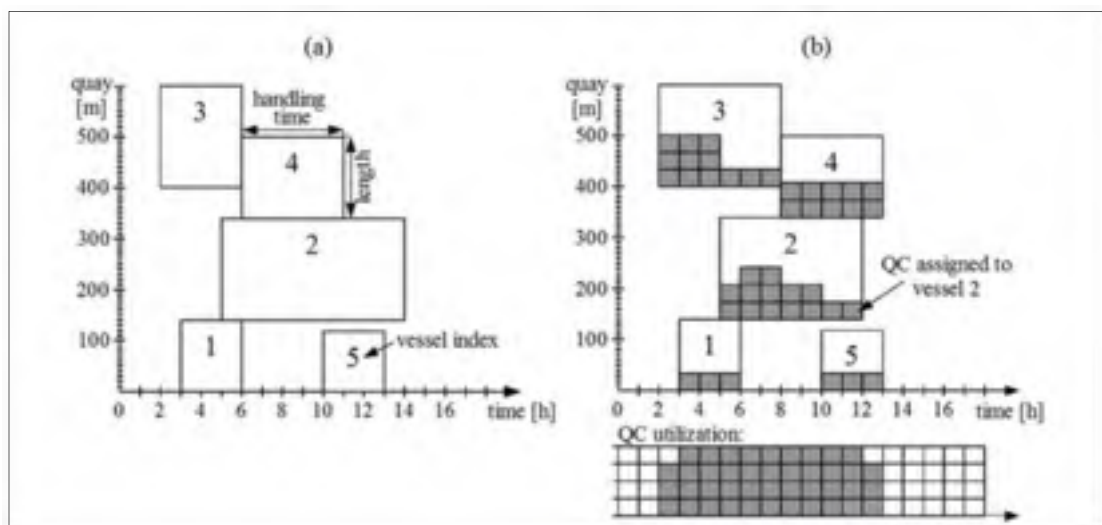 (a)
quay
[m]
500
400
300
200
100
3
handling
time
4
length
2
1
5
vessel index
0 2 4 6 8 10 12 14 16 time [h]
(b)
quay
[m]
500
400
300
200
100
3
4
2
QC assigned to
vessel 2
1
5
0 2 4 6 8 10 12 14 16 time [h]
QC utilization: